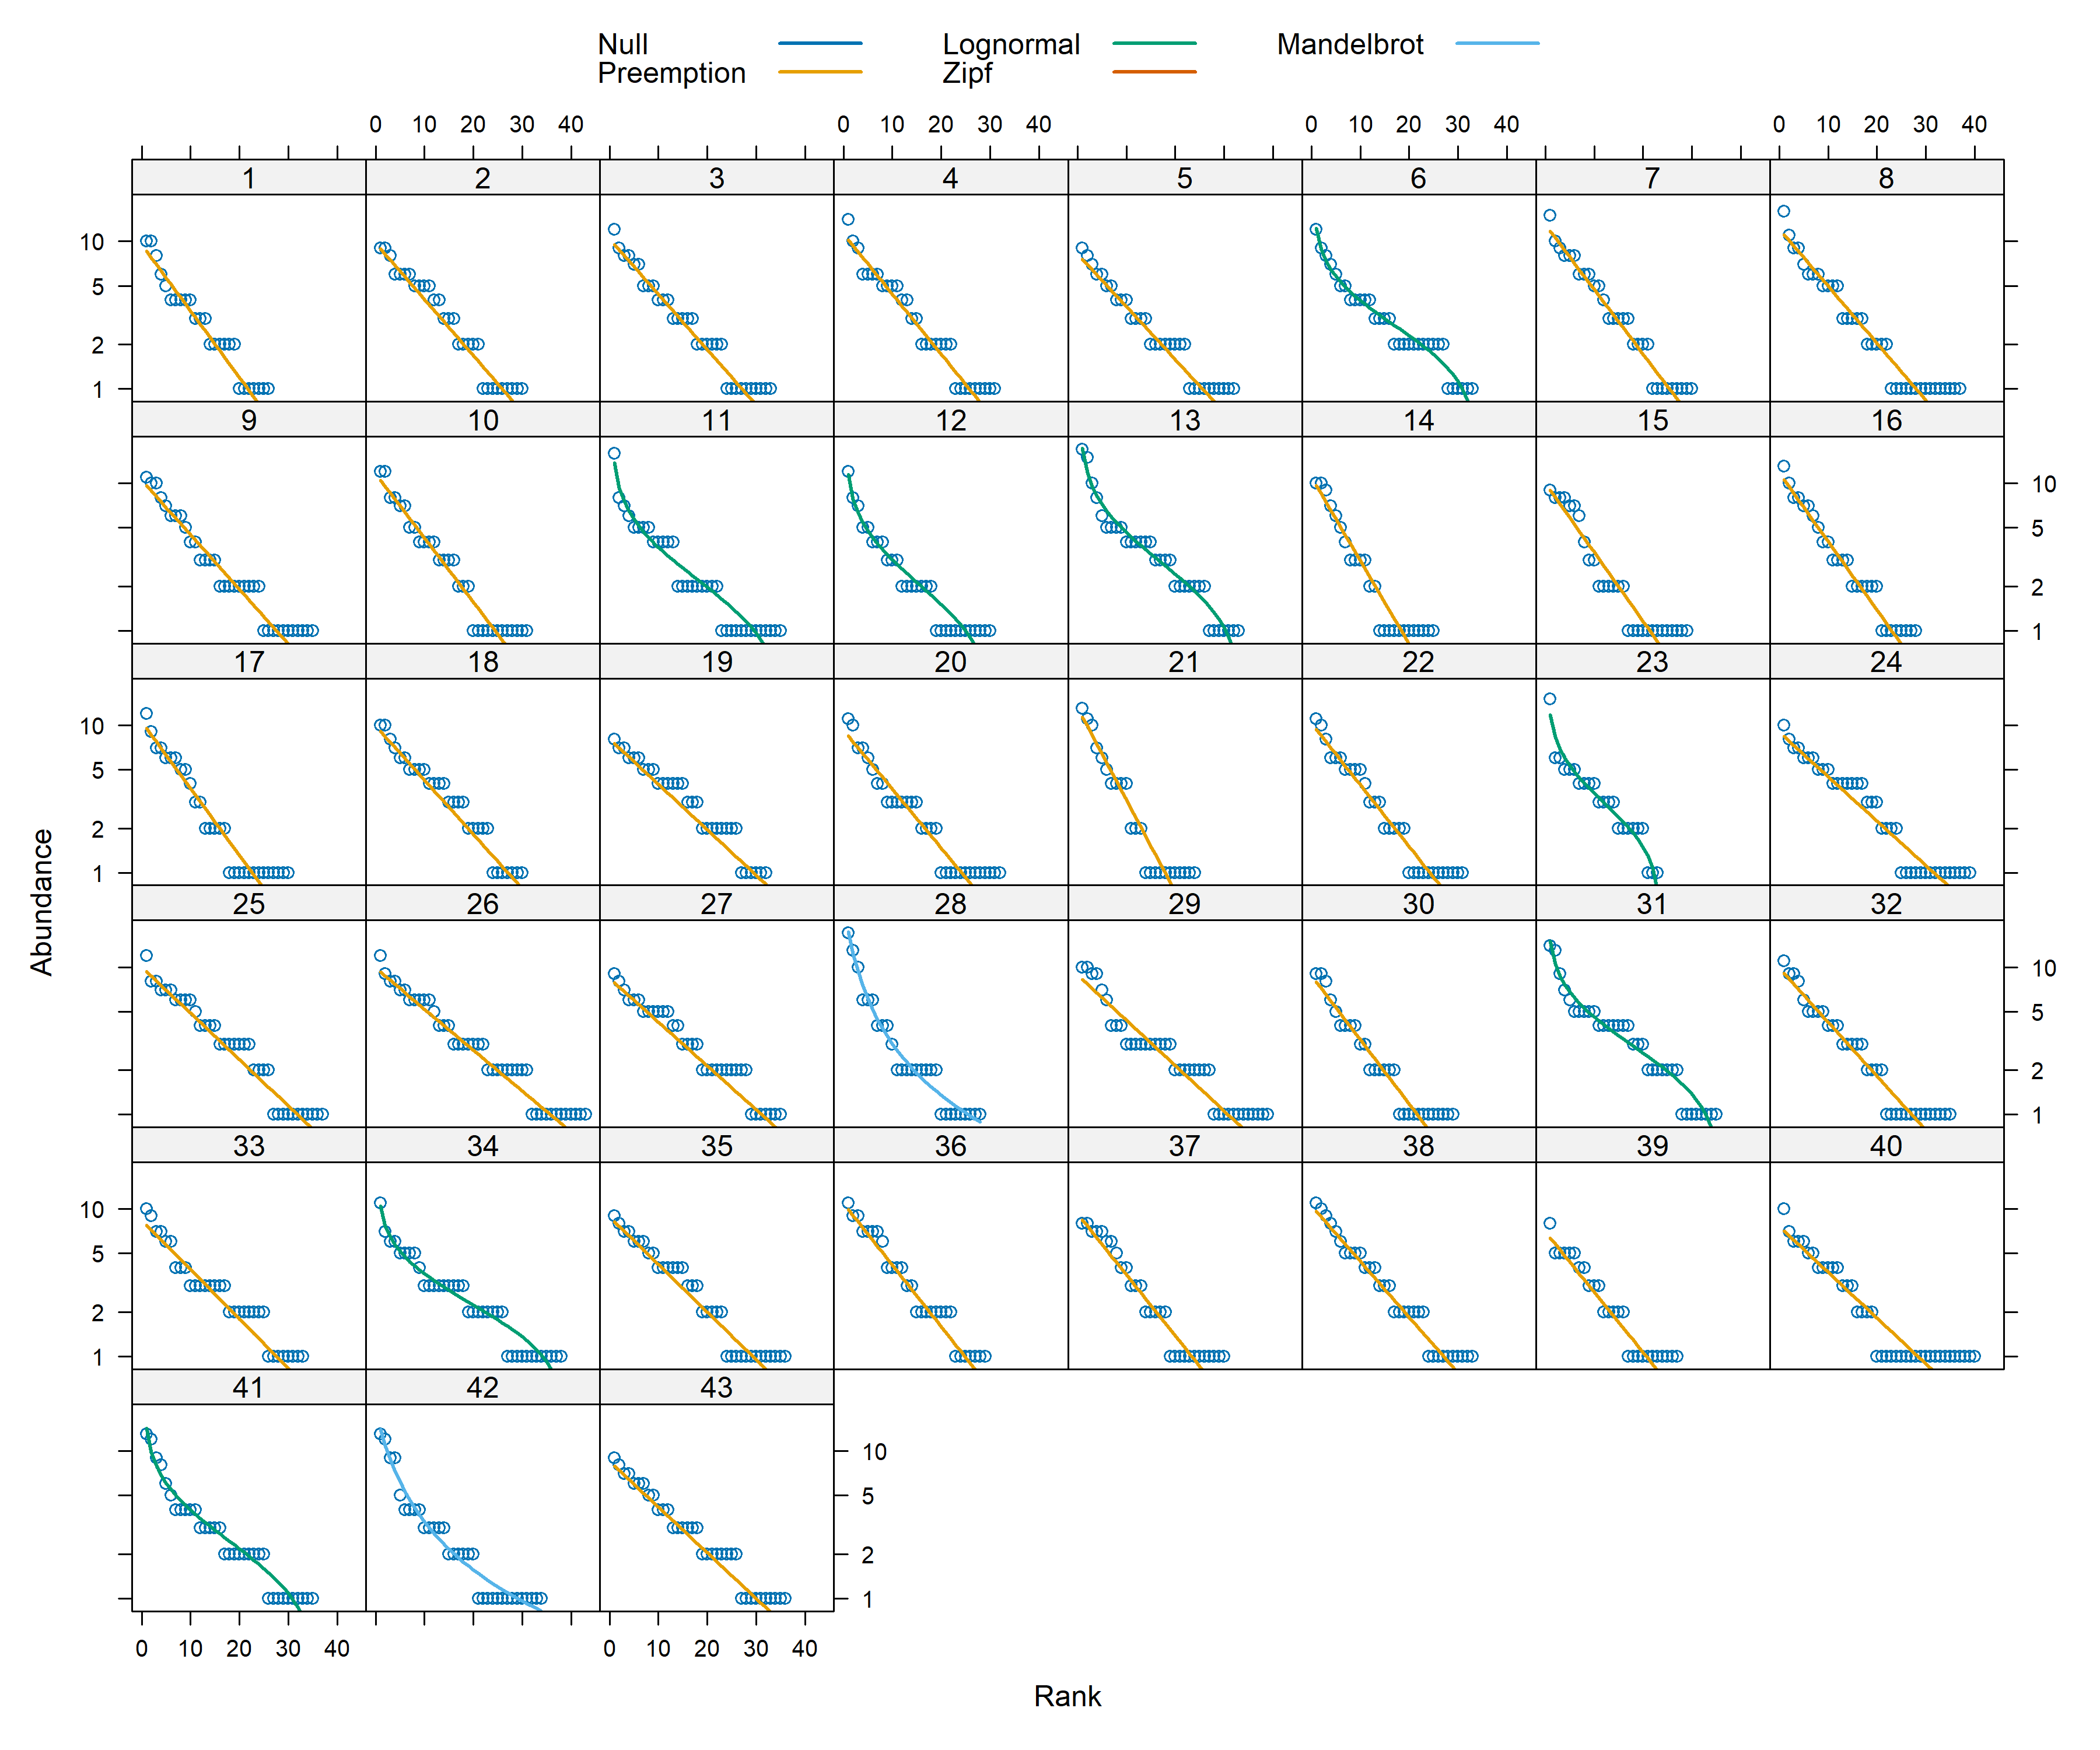 Null Lognormal Mandelbrot
Preemption Zipf
0 10 20 30 40 0 10 20 30 40 0 10 20 30 40 0 10 20 30 40
1 2 3 4 5 6 7 8
10
5
2
1
9 10 11 12 13 14 15 16
10
5
2
1
17 18 19 20 21 22 23 24
10
5
2
1
25 26 27 28 29 30 31 32
10
5
2
1
33 34 35 36 37 38 39 40
10
5
2
1
41 42 43
10
5
2
1
0 10 20 30 40 0 10 20 30 40
Abundance
Rank